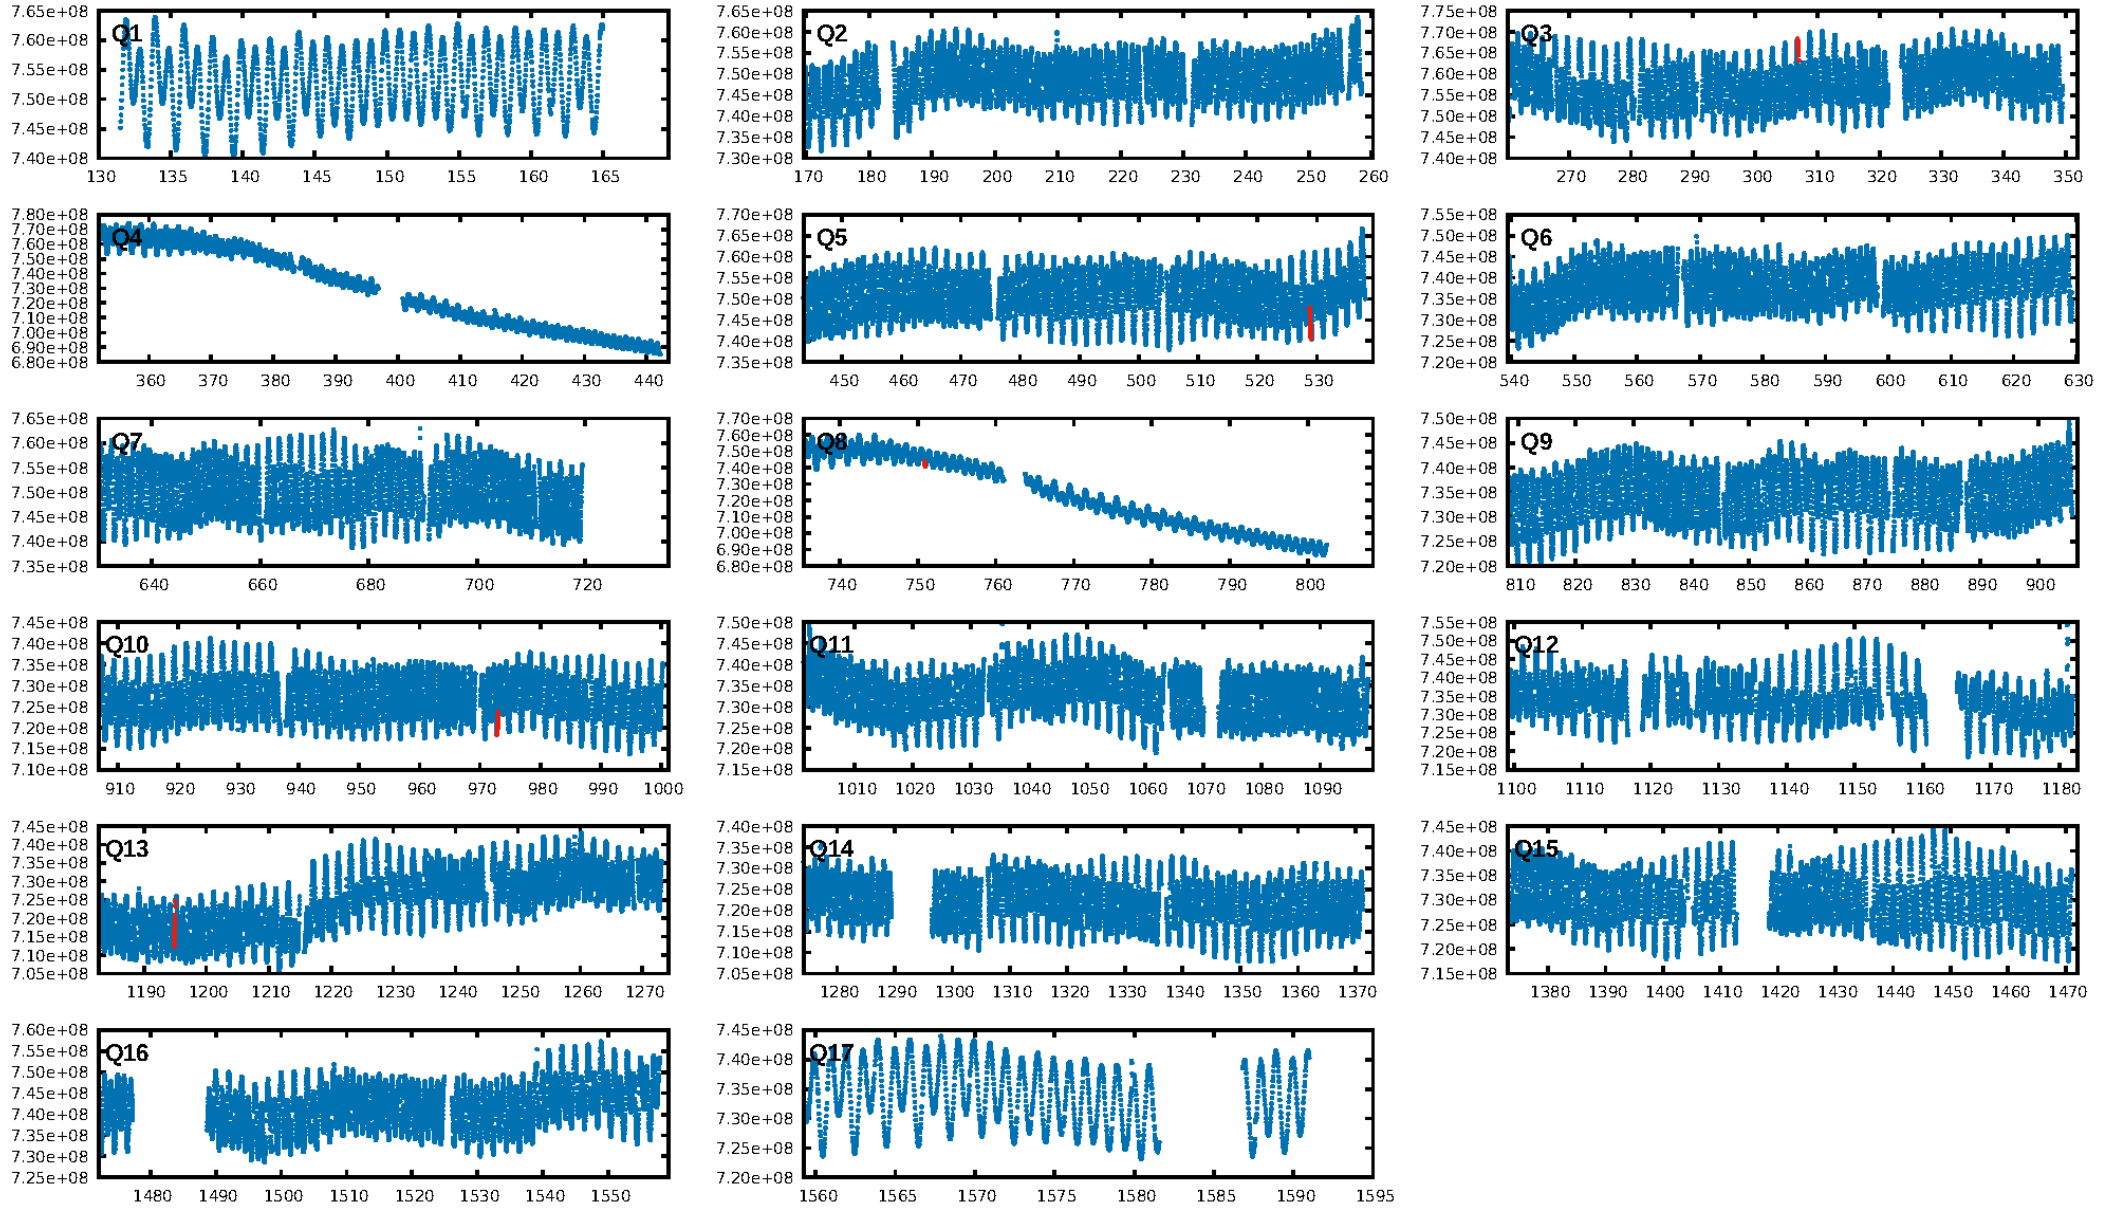 7.65e+08 7.60e+08 7.55e+08 7.50e+08 7.45e+08 7.40e+08
Q1
130 135 140 145 150 155 160 165
7.65e+08 7.60e+08 7.55e+08 7.50e+08 7.45e+08 7.40e+08 7.35e+08 7.30e+08
Q2
170 180 190 200 210 220 230 240 250 260
7.75e+08 7.70e+08 7.65e+08 7.60e+08 7.55e+08 7.50e+08 7.45e+08 7.40e+08
Q3
270 280 290 300 310 320 330 340 350
7.80e+08 7.70e+08 7.60e+08 7.50e+08 7.40e+08 7.30e+08 7.20e+08 7.10e+08 7.00e+08 6.90e+08 6.80e+08
Q4
360 370 380 390 400 410 420 430 440
7.70e+08 7.65e+08 7.60e+08 7.55e+08 7.50e+08 7.45e+08 7.40e+08 7.35e+08
Q5
450 460 470 480 490 500 510 520 530
7.55e+08 7.50e+08 7.45e+08 7.40e+08 7.35e+08 7.30e+08 7.25e+08 7.20e+08
Q6
540 550 560 570 580 590 600 610 620 630
7.65e+08 7.60e+08 7.55e+08 7.50e+08 7.45e+08 7.40e+08 7.35e+08
Q7
640 660 680 700 720
7.70e+08 7.60e+08 7.50e+08 7.40e+08 7.30e+08 7.20e+08 7.10e+08 7.00e+08 6.90e+08 6.80e+08
Q8
740 750 760 770 780 790 800
7.50e+08 7.45e+08 7.40e+08 7.35e+08 7.30e+08 7.25e+08 7.20e+08
Q9
810 820 830 840 850 860 870 880 890 900
7.45e+08 7.40e+08 7.35e+08 7.30e+08 7.25e+08 7.20e+08 7.15e+08 7.10e+08
Q10
910 920 930 940 950 960 970 980 990 1000
7.50e+08 7.45e+08 7.40e+08 7.35e+08 7.30e+08 7.25e+08 7.20e+08 7.15e+08
Q11
1010 1020 1030 1040 1050 1060 1070 1080 1090
7.55e+08 7.50e+08 7.45e+08 7.40e+08 7.35e+08 7.30e+08 7.25e+08 7.20e+08 7.15e+08
Q12
1100 1110 1120 1130 1140 1150 1160 1170 1180
7.45e+08 7.40e+08 7.35e+08 7.30e+08 7.25e+08 7.20e+08 7.15e+08 7.10e+08 7.05e+08
Q13
1190 1200 1210 1220 1230 1240 1250 1260 1270
7.40e+08 7.35e+08 7.30e+08 7.25e+08 7.20e+08 7.15e+08 7.10e+08 7.05e+08
Q14
1280 1290 1300 1310 1320 1330 1340 1350 1360 1370
7.45e+08 7.40e+08 7.35e+08 7.30e+08 7.25e+08 7.20e+08 7.15e+08
Q15
1380 1390 1400 1410 1420 1430 1440 1450 1460 1470
7.60e+08 7.55e+08 7.50e+08 7.45e+08 7.40e+08 7.35e+08 7.30e+08 7.25e+08
Q16
1480 1490 1500 1510 1520 1530 1540 1550
7.45e+08 7.40e+08 7.35e+08 7.30e+08 7.25e+08 7.20e+08
Q17
1560 1565 1570 1575 1580 1585 1590 1595